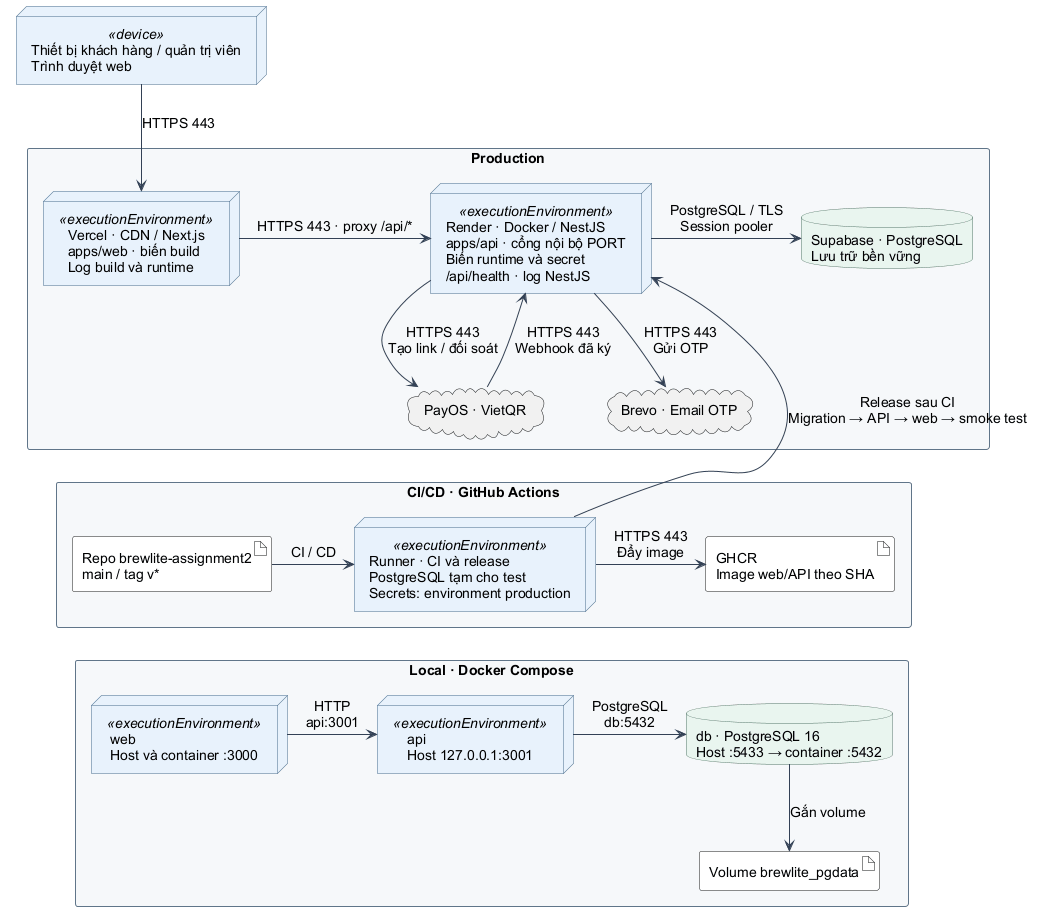 «device»
Thiết bị khách hàng / quản trị viên
Trình duyệt web
HTTPS 443
Production
«executionEnvironment»
Vercel · CDN / Next.js
apps/web · biến build
Log build và runtime
HTTPS 443 · proxy /api/*
«executionEnvironment»
Render · Docker / NestJS
apps/api · cổng nội bộ PORT
Biến runtime và secret
/api/health · log NestJS
PostgreSQL / TLS
Session pooler
Supabase · PostgreSQL
Lưu trữ bền vững
HTTPS 443
Tạo link / đối soát
HTTPS 443
Webhook đã ký
HTTPS 443
Gửi OTP
PayOS · VietQR
Brevo · Email OTP
Release sau CI
Migration → API → web → smoke test
CI/CD · GitHub Actions
Repo brewlite-assignment2
main / tag v*
CI / CD
«executionEnvironment»
Runner · CI và release
PostgreSQL tạm cho test
Secrets: environment production
HTTPS 443
Đẩy image
GHCR
Image web/API theo SHA
Local · Docker Compose
«executionEnvironment»
web
Host và container :3000
HTTP
api:3001
«executionEnvironment»
api
Host 127.0.0.1:3001
PostgreSQL
db:5432
db · PostgreSQL 16
Host :5433 → container :5432
Gắn volume
Volume brewlite_pgdata